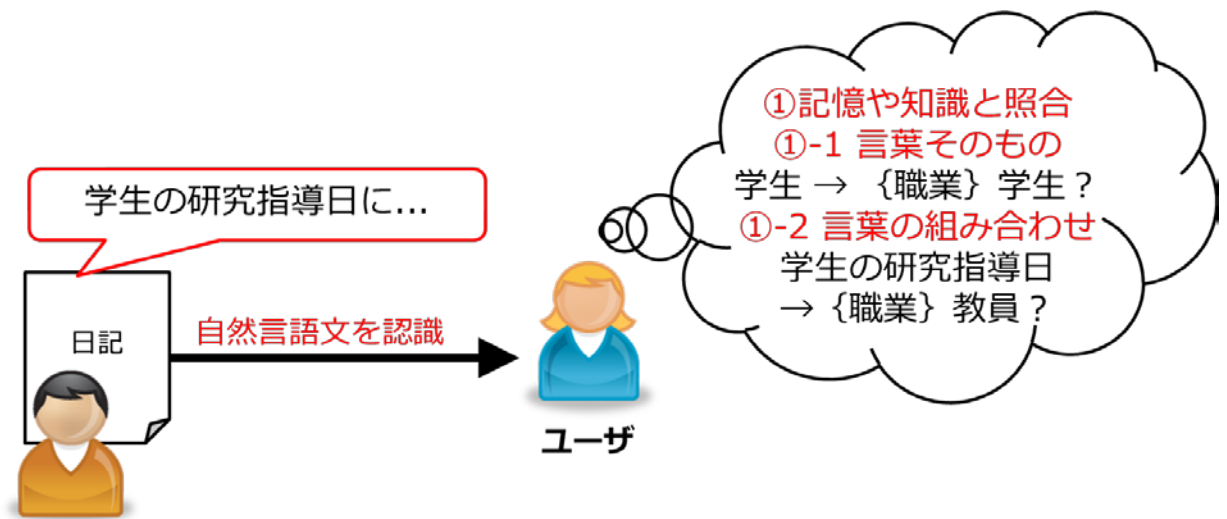 学生の研究指導日に...
日記
自然言語文を認識
ユーザ
①記憶や知識と照合
①-1 言葉そのもの
学生 → {職業} 学生？
①-2 言葉の組み合わせ
学生の研究指導日
→ {職業} 教員？